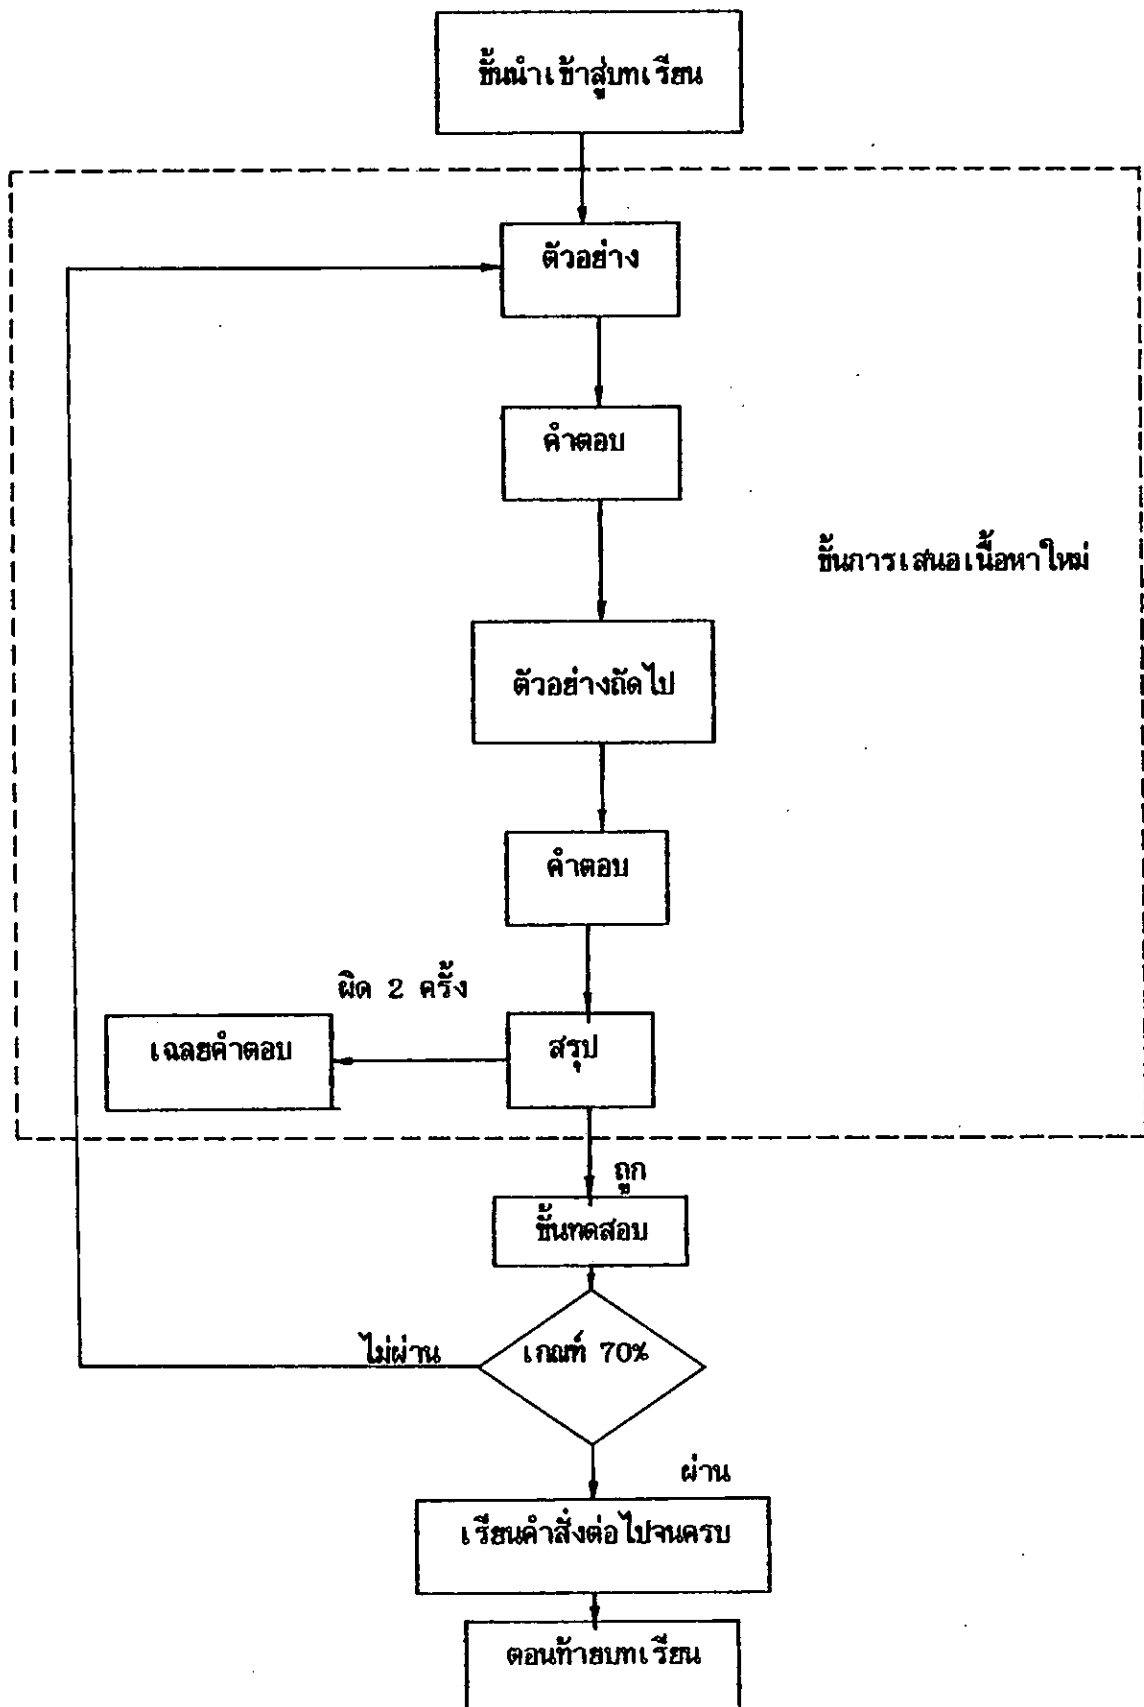 ขั้นนำเข้าสู่บทเรียน
ตัวอย่าง
คำตอบ
ขั้นการเสนอเนื้อหาใหม่
ตัวอย่างถัดไป
คำตอบ
ผิด 2 ครั้ง
เฉลยคำตอบ
สรุป
ถูก
ขั้นทดสอบ
ไม่ผ่าน
เกณฑ์ 70%
ผ่าน
เรียนคำสั่งต่อไปจนครบ
ตอนท้ายบทเรียน